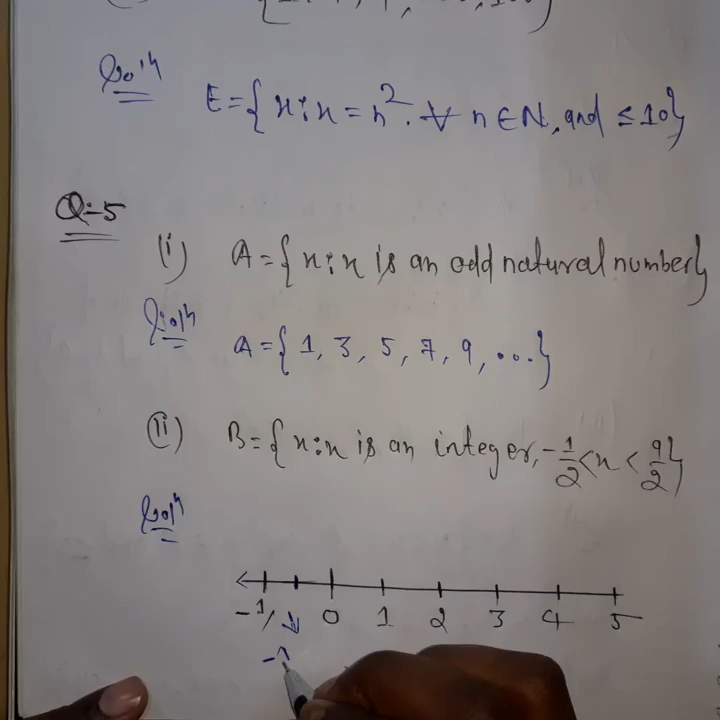 Sol'n
E={x:x=n². ∀ n∈N, and ≤10}
Q-5
(i) A={x:x is an odd natural number}
Sol'n
A={1, 3, 5, 7, 9, ...}
(ii) B={x:x is an integer, -1/2<x<9/2}
Sol'n
-1 0 1 2 3 4 5
-1